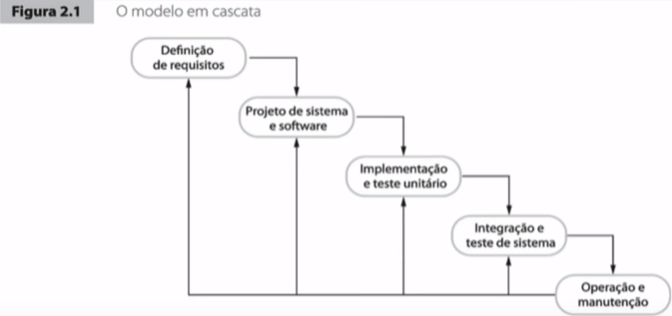 Figura 2.1 O modelo em cascata
Definição
de requisitos
Projeto de sistema
e software
Implementação
e teste unitário
Integração e
teste de sistema
Operação e
manutenção